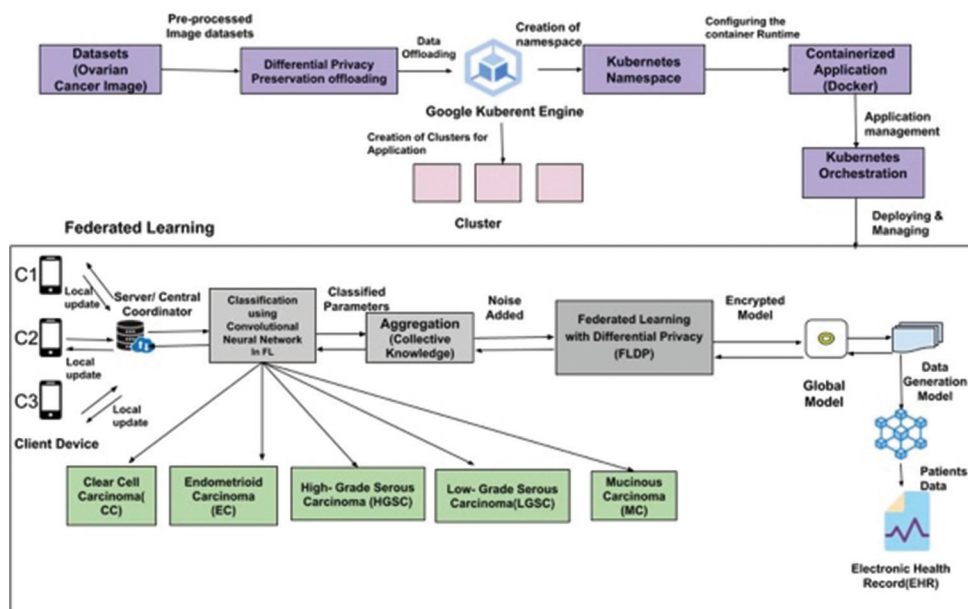 Pre-processed
Image datasets
Datasets
(Ovarian
Cancer Image)
Differential Privacy
Preservation offloading
Data
Offloading
Google Kuberent Engine
Creation of
namespace
Kubernetes
Namespace
Configuring the
container Runtime
Containerized
Application
(Docker)
Application
management
Kubernetes
Orchestration
Deploying &
Managing
Creation of Clusters for
Application
Cluster
Federated Learning
C1
Local
update
C2
Local
update
C3
Local
update
Client Device
Server/ Central
Coordinator
Classification
using
Convolutional
Neural Network
In FL
Classified
Parameters
Aggregation
(Collective
Knowledge)
Noise
Added
Federated Learning
with Differential Privacy
(FLDP)
Encrypted
Model
Global
Model
Data
Generation
Model
Patients
Data
Electronic Health
Record(EHR)
Clear Cell
Carcinoma(
CC)
Endometrioid
Carcinoma
(EC)
High- Grade Serous
Carcinoma (HGSC)
Low- Grade Serous
Carcinoma(LGSC)
Mucinous
Carcinoma
(MC)